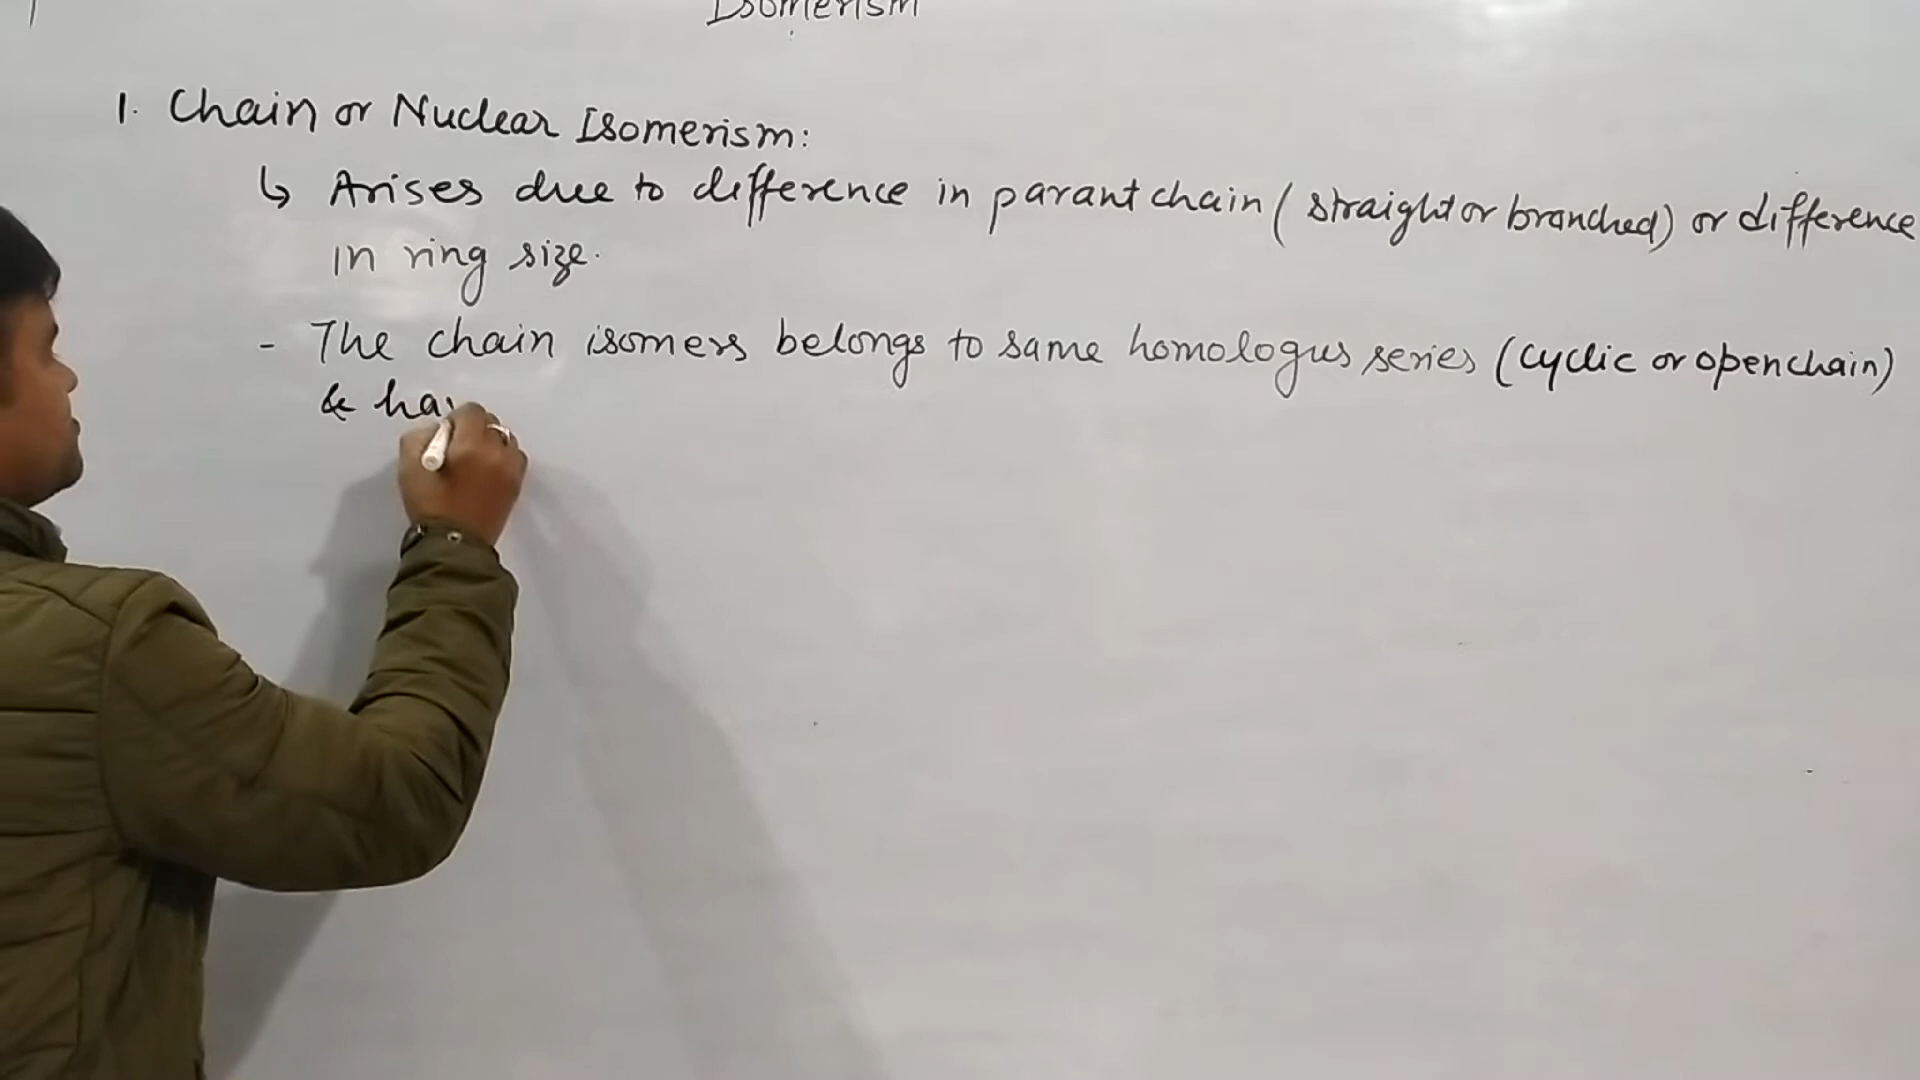 Isomerism
1. Chain or Nuclear Isomerism:
↳ Arises due to difference in parant chain (straight or branched) or difference
in ring size.
- The chain isomers belongs to same homologus series (cyclic or openchain)
& hav